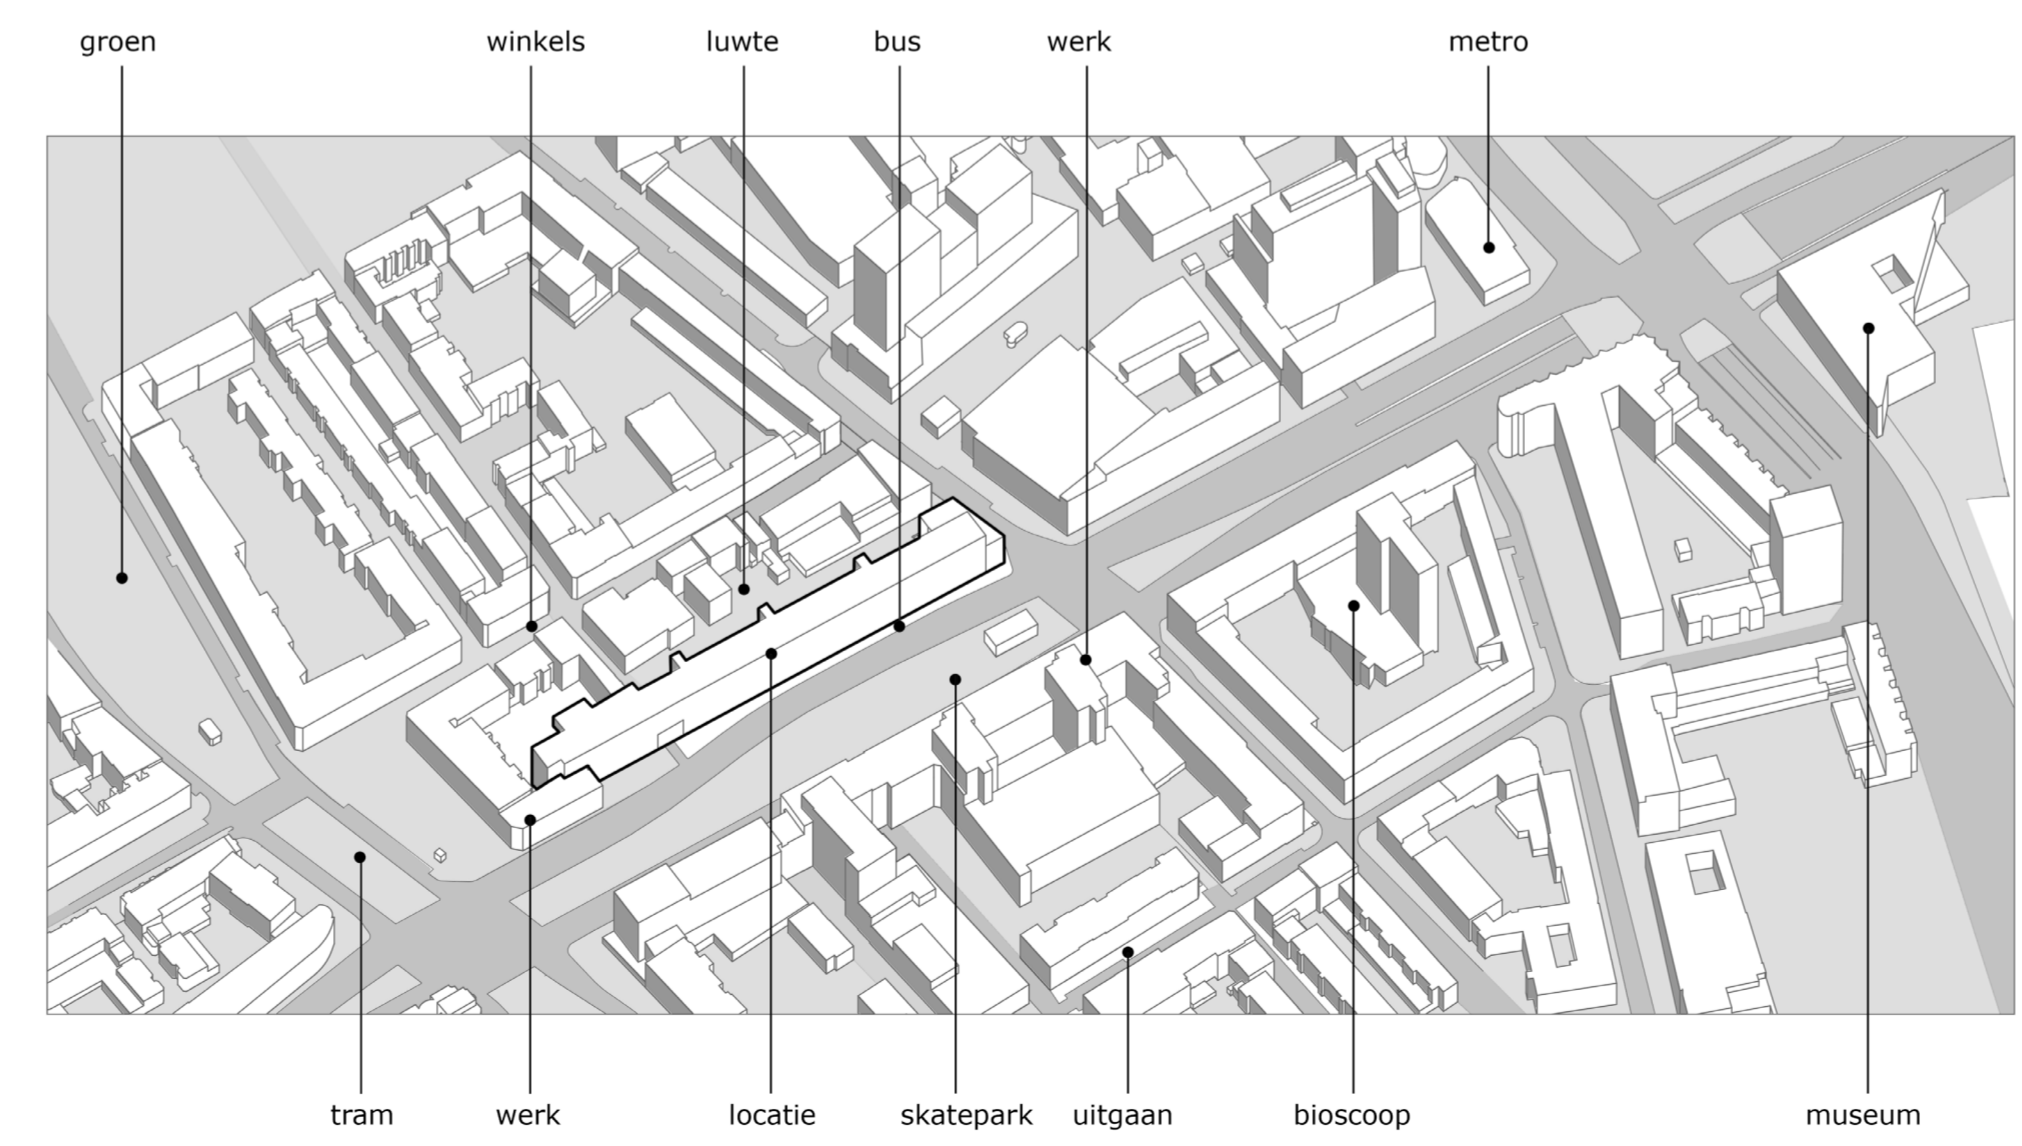 groen winkels luwte bus werk metro
tram werk locatie skatepark uitgaan bioscoop museum